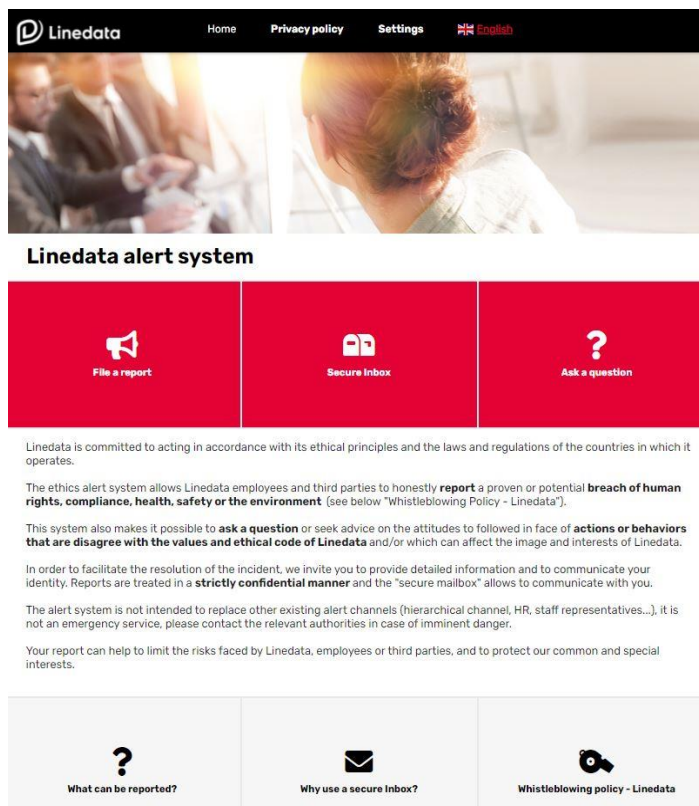 Linedata
Home
Privacy policy
Settings
English
Linedata alert system
File a report
Secure Inbox
Ask a question
Linedata is committed to acting in accordance with its ethical principles and the laws and regulations of the countries in which it
operates.
The ethics alert system allows Linedata employees and third parties to honestly report a proven or potential breach of human
rights, compliance, health, safety or the environment (see below "Whistleblowing Policy - Linedata").
This system also makes it possible to ask a question or seek advice on the attitudes to followed in face of actions or behaviors
that are disagree with the values and ethical code of Linedata and/or which can affect the image and interests of Linedata.
In order to facilitate the resolution of the incident, we invite you to provide detailed information and to communicate your
identity. Reports are treated in a strictly confidential manner and the "secure mailbox" allows to communicate with you.
The alert system is not intended to replace other existing alert channels (hierarchical channel, HR, staff representatives...), it is
not an emergency service, please contact the relevant authorities in case of imminent danger.
Your report can help to limit the risks faced by Linedata, employees or third parties, and to protect our common and special
interests.
What can be reported?
Why use a secure Inbox?
Whistleblowing policy - Linedata